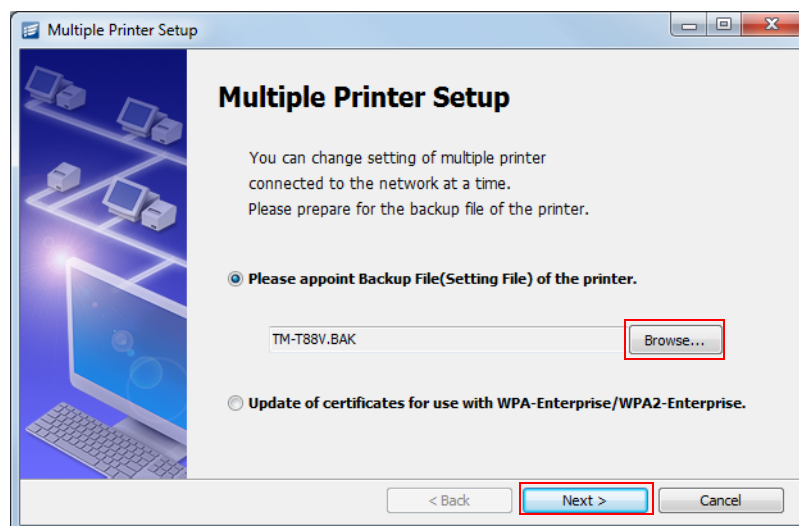 Multiple Printer Setup
Multiple Printer Setup
You can change setting of multiple printer
connected to the network at a time.
Please prepare for the backup file of the printer.
Please appoint Backup File(Setting File) of the printer.
TM-T88V.BAK
Browse...
Update of certificates for use with WPA-Enterprise/WPA2-Enterprise.
< Back
Next >
Cancel